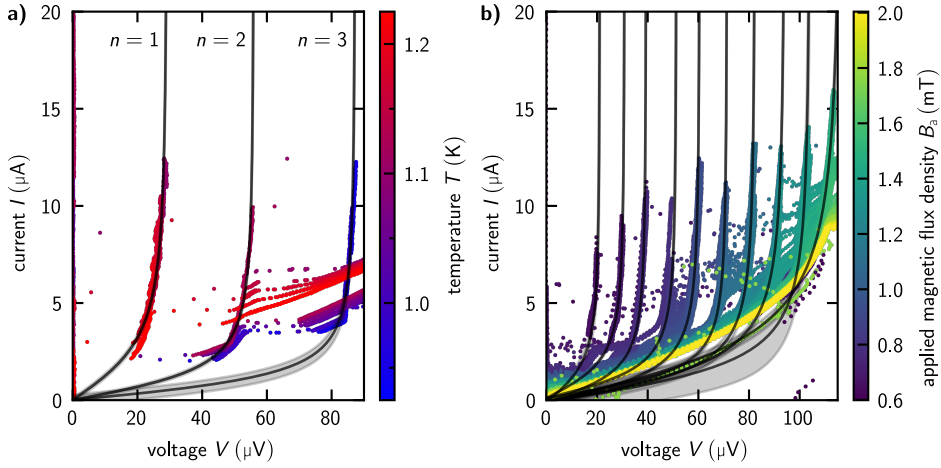 a)
n = 1
n = 2
n = 3
20
15
10
5
0
0
20
40
60
80
current I (μA)
voltage V (μV)
1.2
1.1
1.0
temperature T (K)
b)
20
15
10
5
0
0
20
40
60
80
100
current I (μA)
voltage V (μV)
2.0
1.8
1.6
1.4
1.2
1.0
0.8
0.6
applied magnetic flux density Ba (mT)